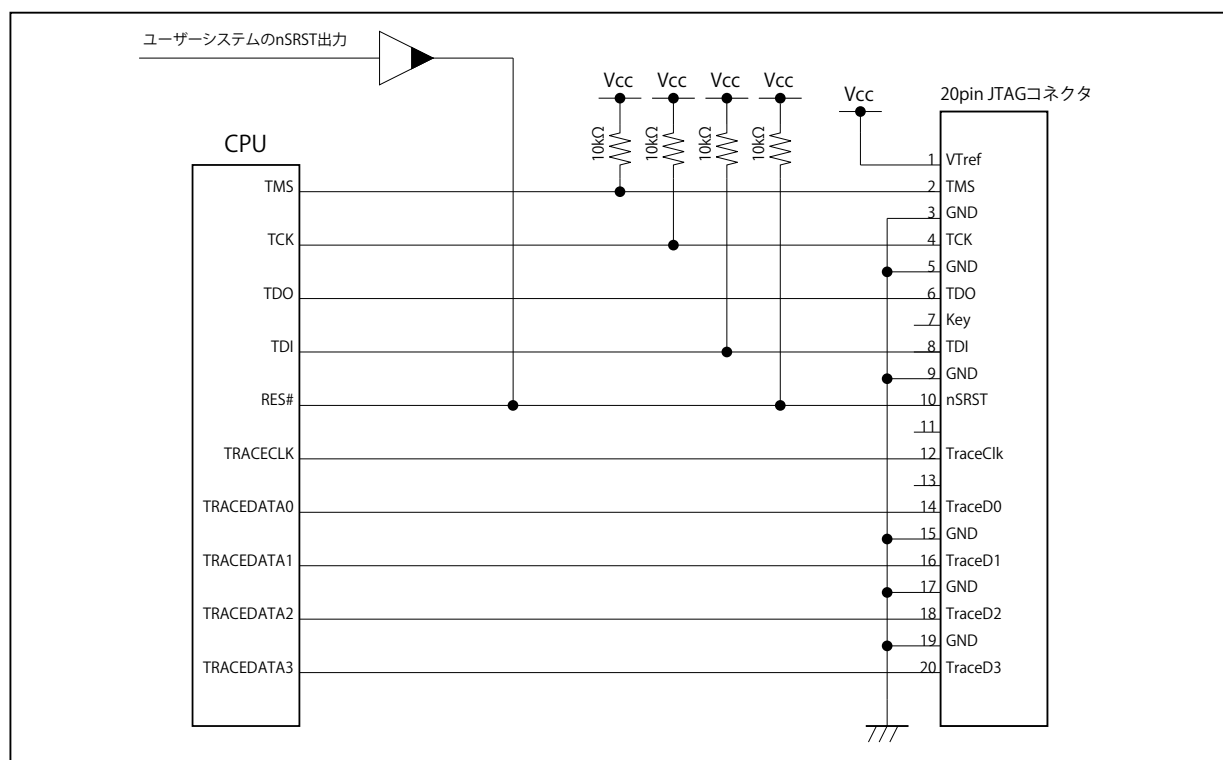 ユーザーシステムのnSRST出力
Vcc
Vcc
Vcc
Vcc
Vcc
20pin JTAGコネクタ
10kΩ
10kΩ
10kΩ
10kΩ
CPU
1 VTref
TMS
2 TMS
3 GND
TCK
4 TCK
5 GND
TDO
6 TDO
7 Key
TDI
8 TDI
9 GND
RES#
10 nSRST
11
TRACECLK
12 TraceClk
13
TRACEDATA0
14 TraceD0
15 GND
TRACEDATA1
16 TraceD1
17 GND
TRACEDATA2
18 TraceD2
19 GND
TRACEDATA3
20 TraceD3